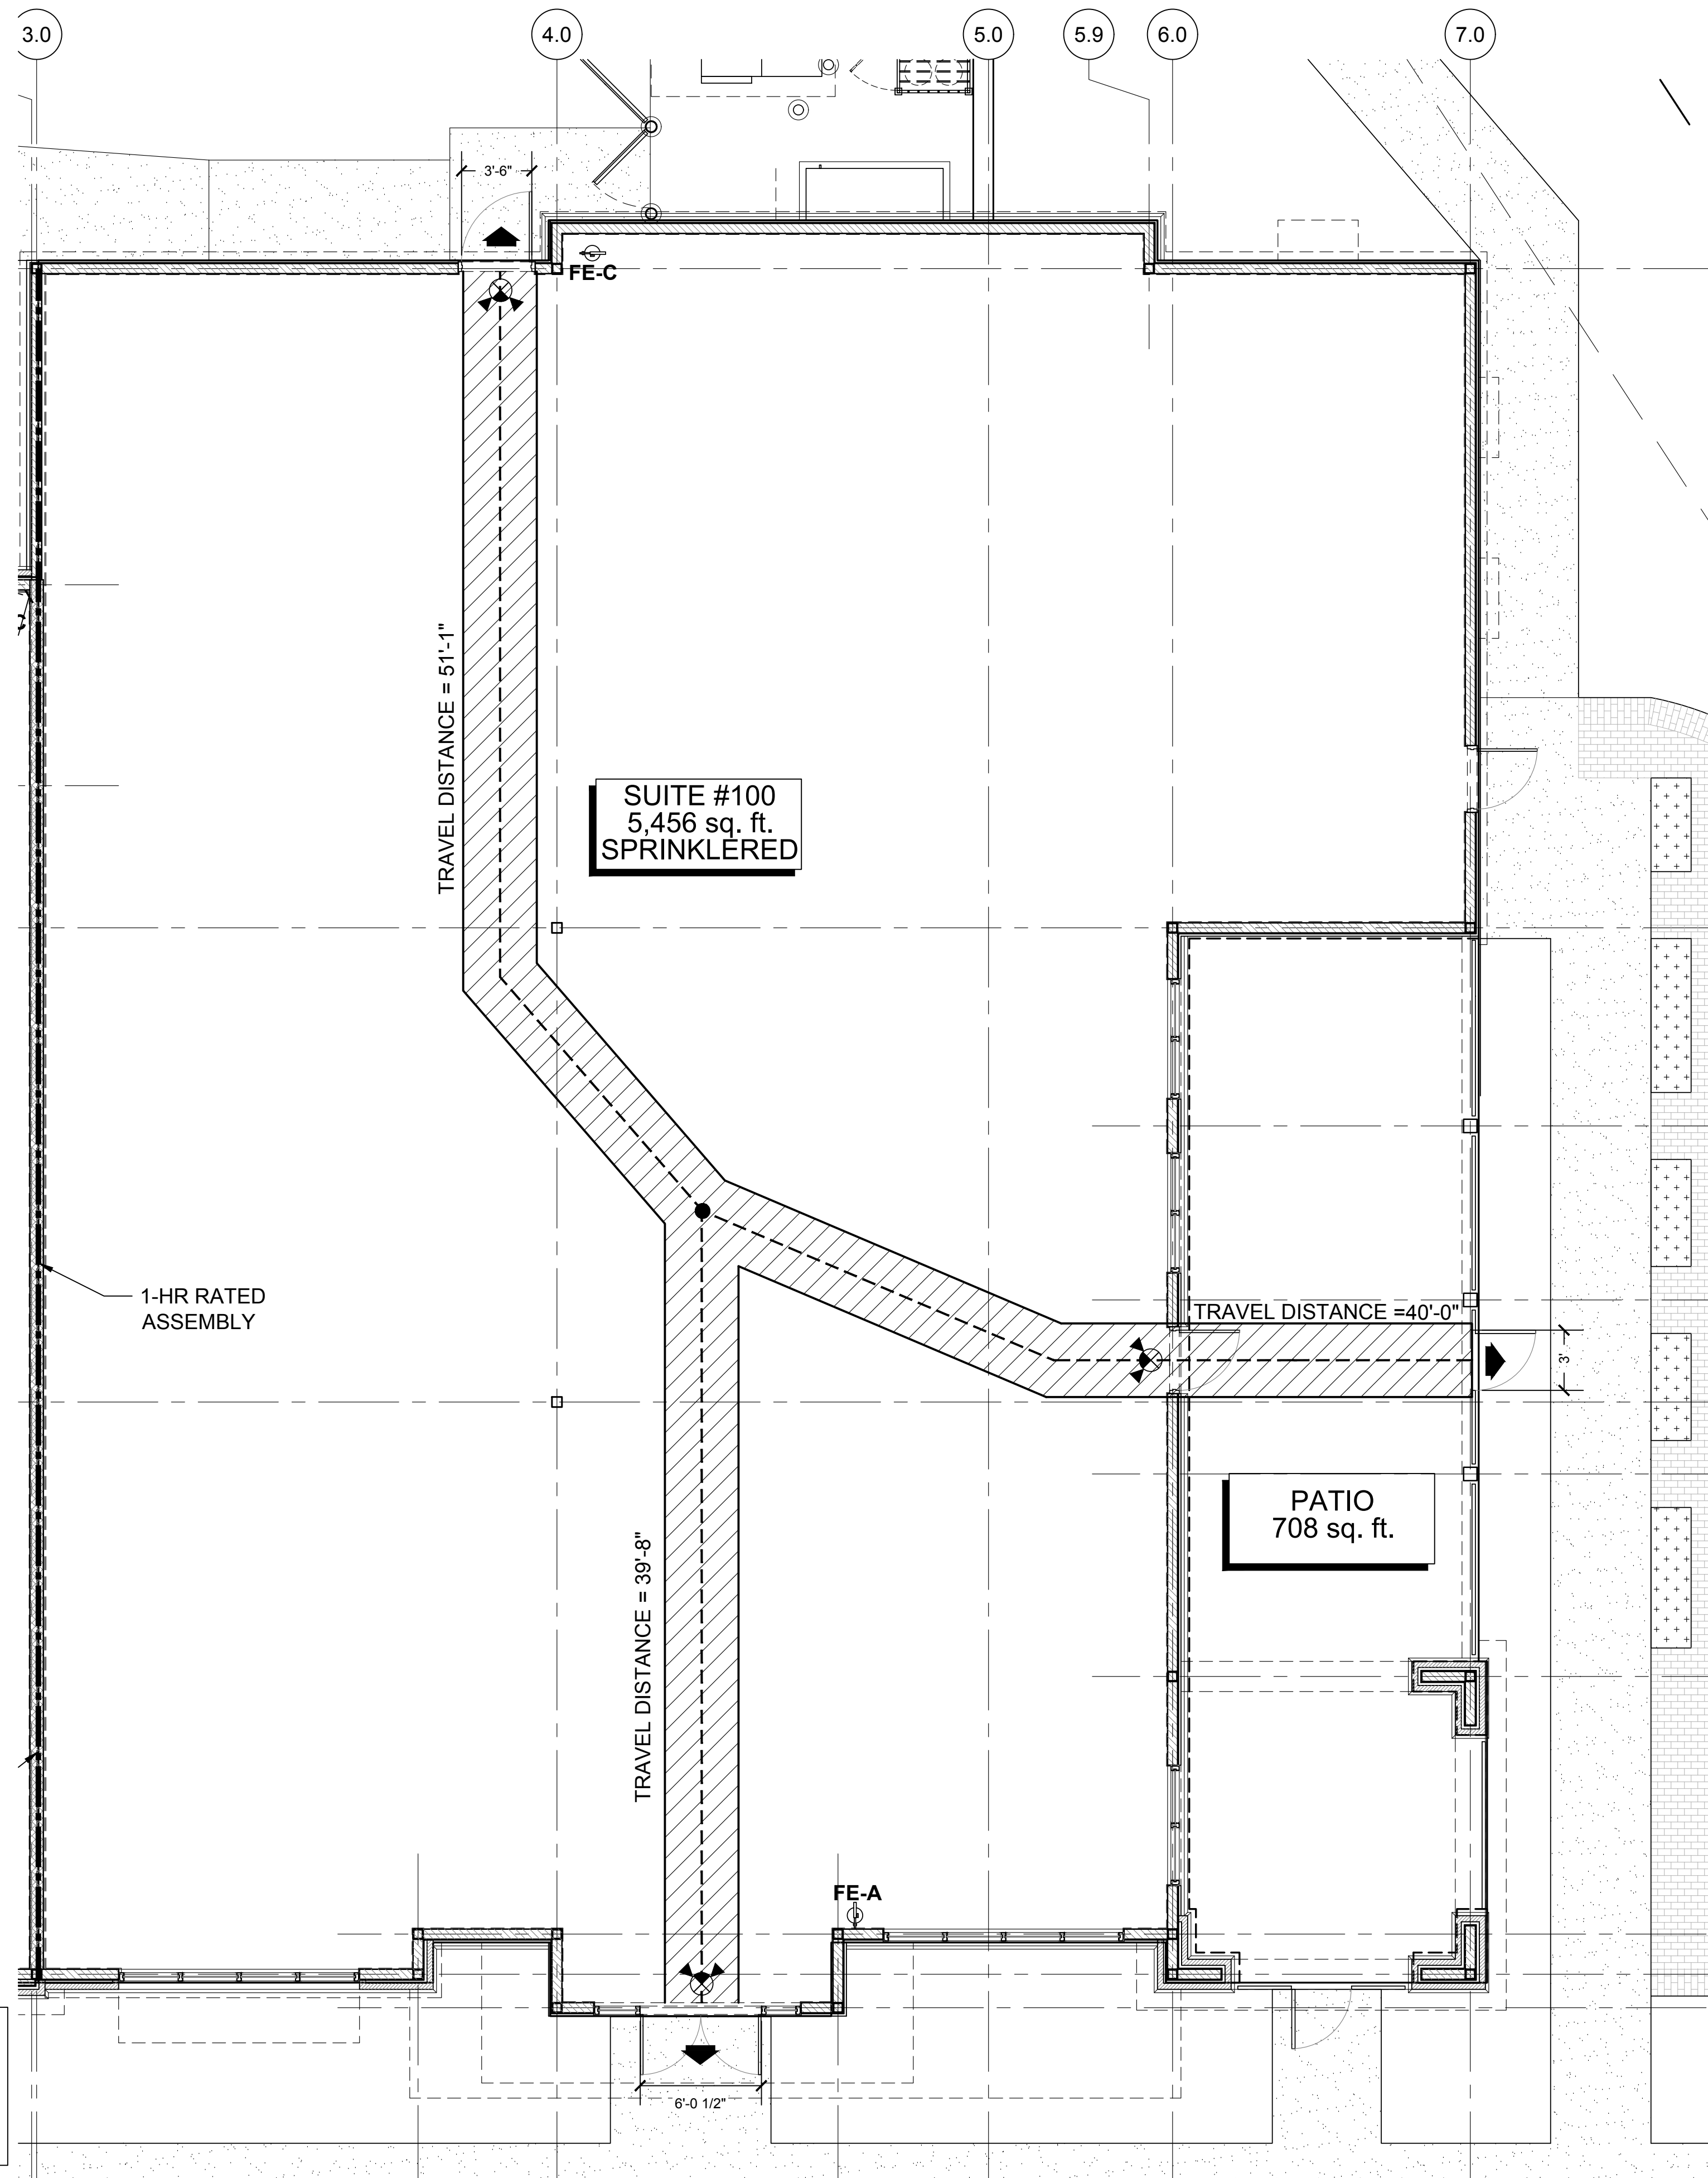 3.0
4.0
5.0
5.9
6.0
7.0
3'-6"
FE-C
TRAVEL DISTANCE = 51'-1"
SUITE #100
5,456 sq. ft.
SPRINKLERED
1-HR RATED
ASSEMBLY
TRAVEL DISTANCE =40'-0"
3'
PATIO
708 sq. ft.
TRAVEL DISTANCE = 39'-8"
FE-A
6'-0 1/2"